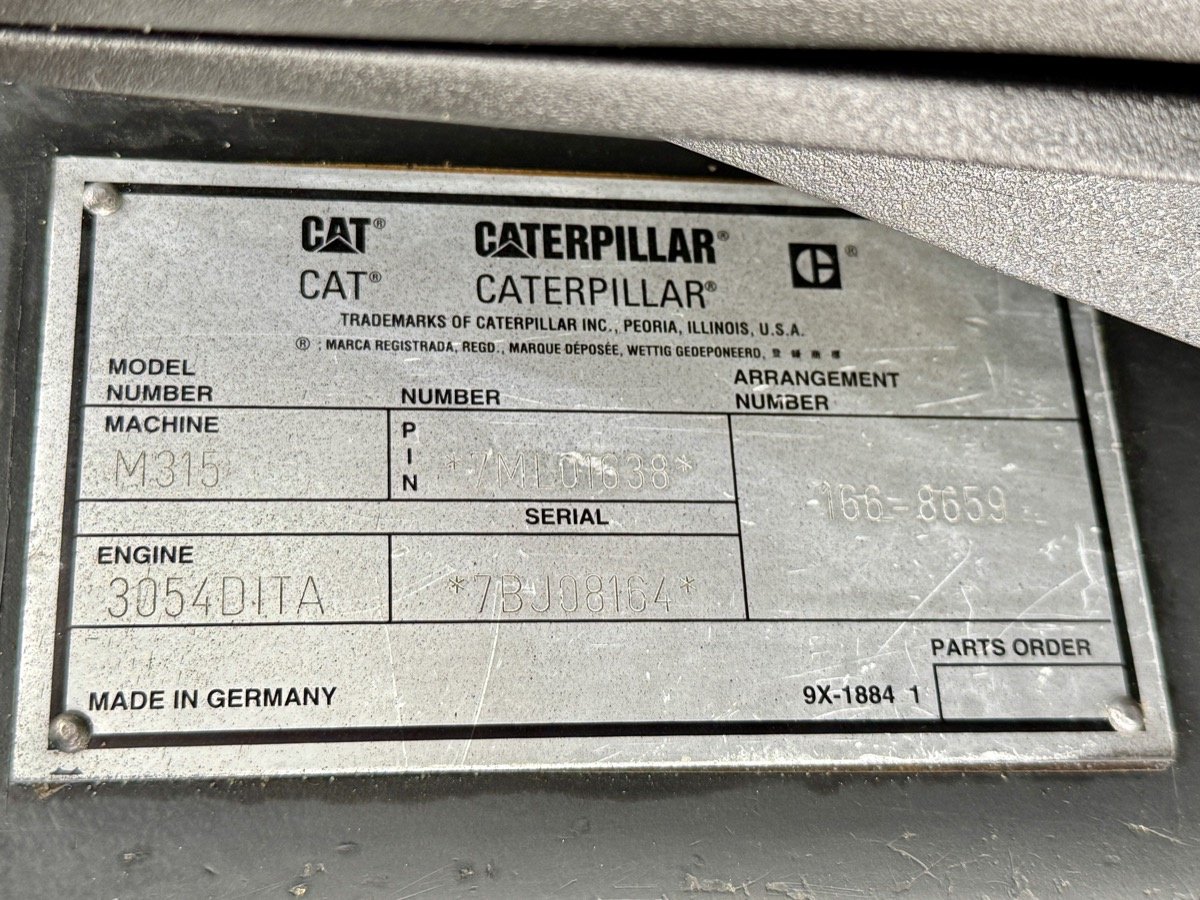 CAT® CATERPILLAR® ®
CAT® CATERPILLAR®
TRADEMARKS OF CATERPILLAR INC., PEORIA, ILLINOIS, U.S.A.
® : MARCA REGISTRADA, REGD., MARQUE DÉPOSÉE, WETTIG GEDEPONEERD,
MODEL
NUMBER NUMBER ARRANGEMENT
NUMBER
MACHINE
M315 PIN *7ML01638* 166-8659
SERIAL
ENGINE
3054DITA *7BJ08164*
PARTS ORDER
MADE IN GERMANY 9X-1884 1